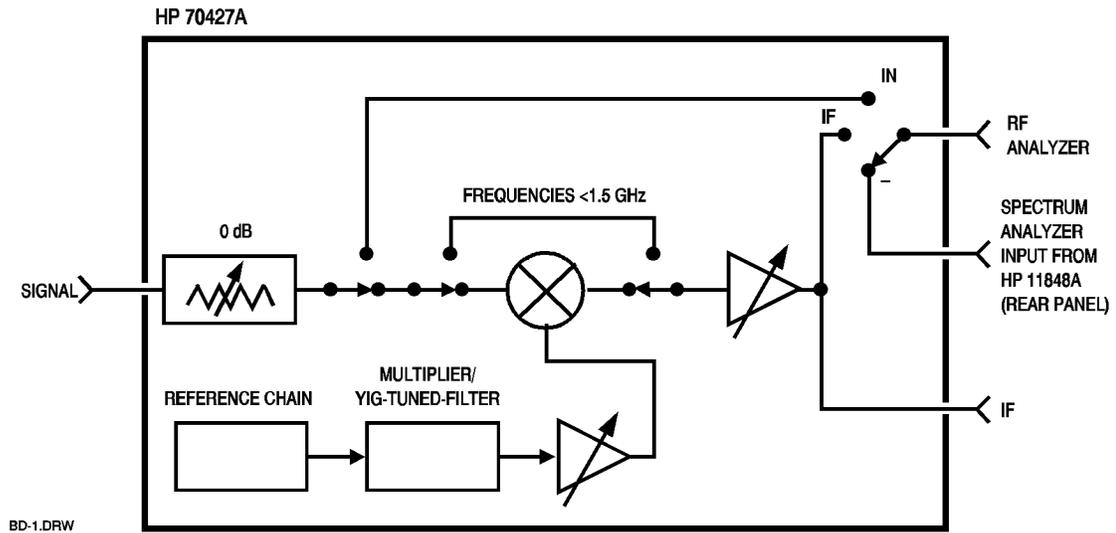 HP 70427A
IN
IF
RF
ANALYZER
FREQUENCIES <1.5 GHz
–
SPECTRUM
ANALYZER
INPUT FROM
HP 11848A
(REAR PANEL)
0 dB
SIGNAL
MULTIPLIER/
YIG-TUNED-FILTER
REFERENCE CHAIN
IF
BD-1.DRW